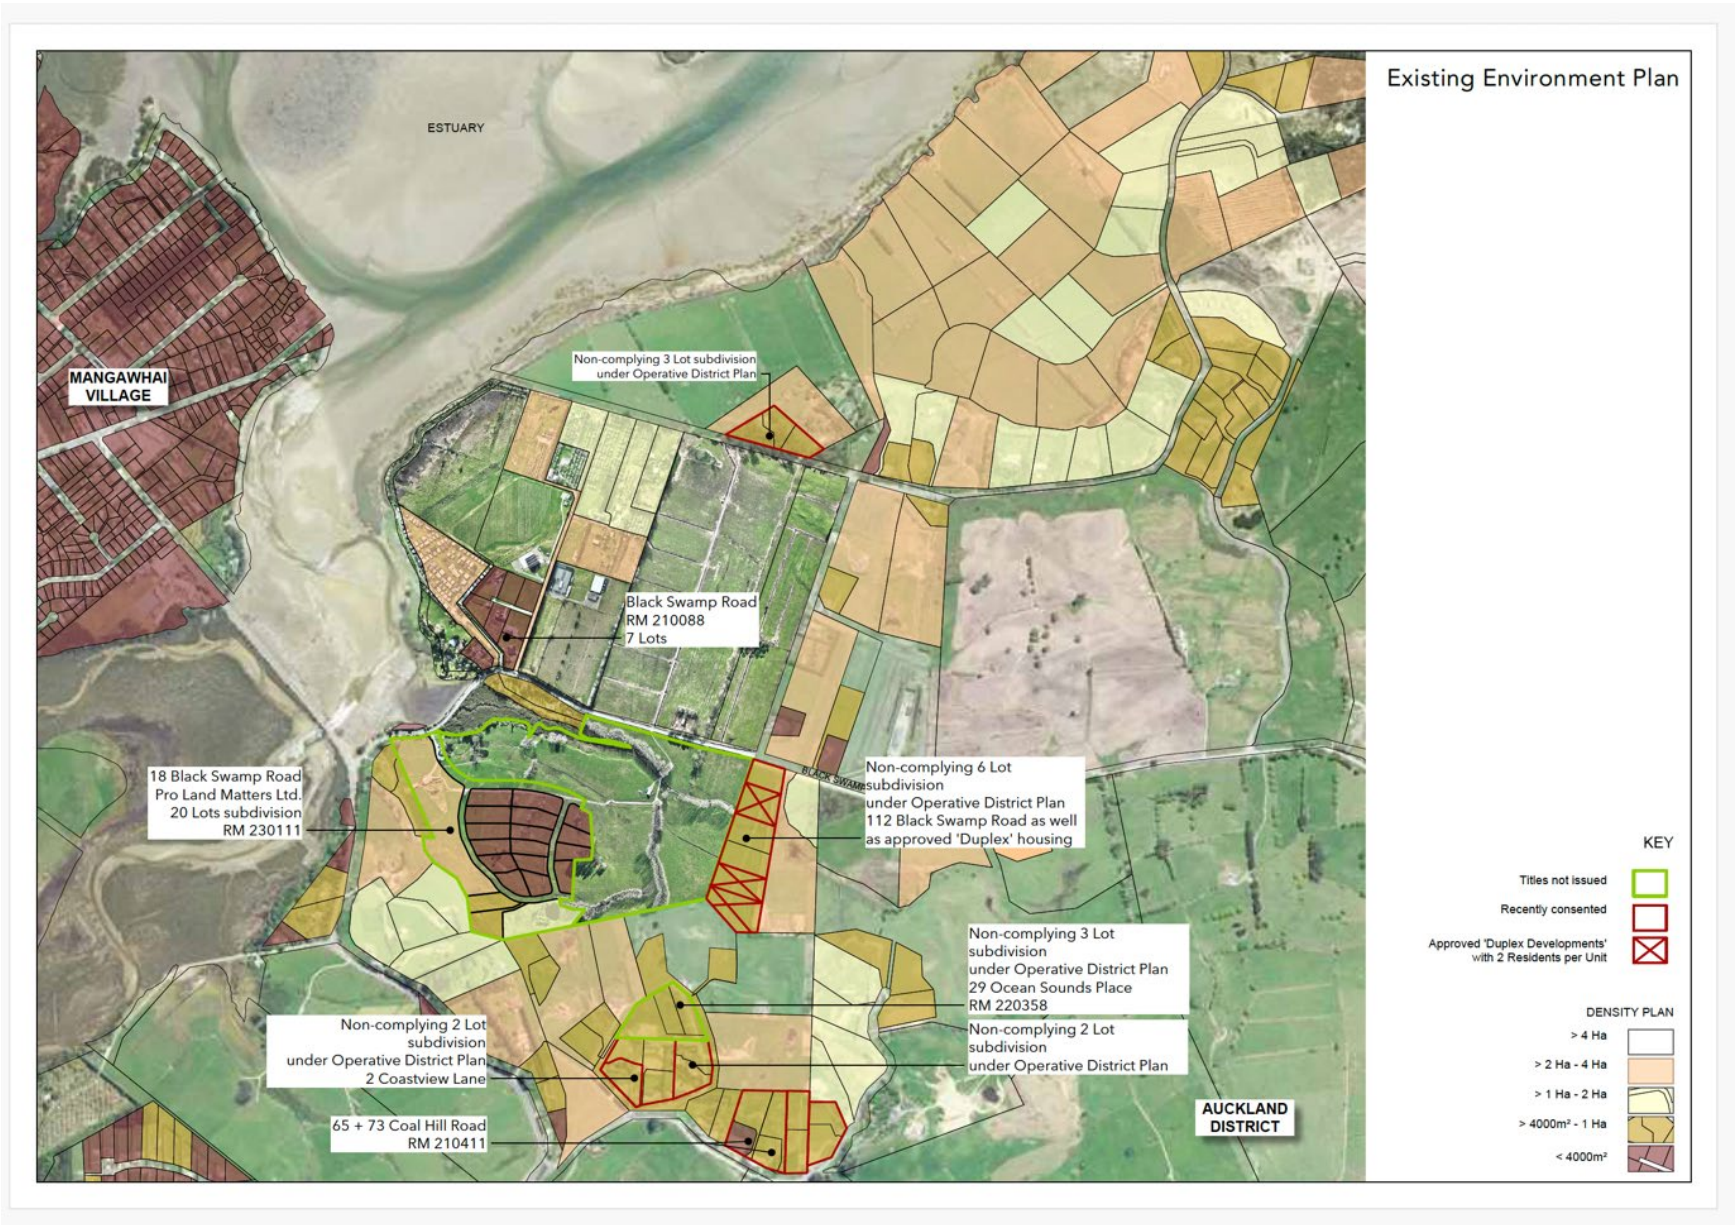 Existing Environment Plan
ESTUARY
MANGAWHAI
VILLAGE
Non-complying 3 Lot subdivision
under Operative District Plan
Black Swamp Road
RM 210088
7 Lots
18 Black Swamp Road
Pro Land Matters Ltd.
20 Lots subdivision
RM 230111
BLACK SWAMP
Non-complying 6 Lot
subdivision
under Operative District Plan
112 Black Swamp Road as well
as approved 'Duplex' housing
Non-complying 3 Lot
subdivision
under Operative District Plan
29 Ocean Sounds Place
RM 220358
Non-complying 2 Lot
subdivision
under Operative District Plan
2 Coastview Lane
Non-complying 2 Lot
subdivision
under Operative District Plan
65 + 73 Coal Hill Road
RM 210411
AUCKLAND
DISTRICT
KEY
Titles not issued
Recently consented
Approved 'Duplex Developments'
with 2 Residents per Unit
DENSITY PLAN
> 4 Ha
> 2 Ha - 4 Ha
> 1 Ha - 2 Ha
> 4000m² - 1 Ha
< 4000m²